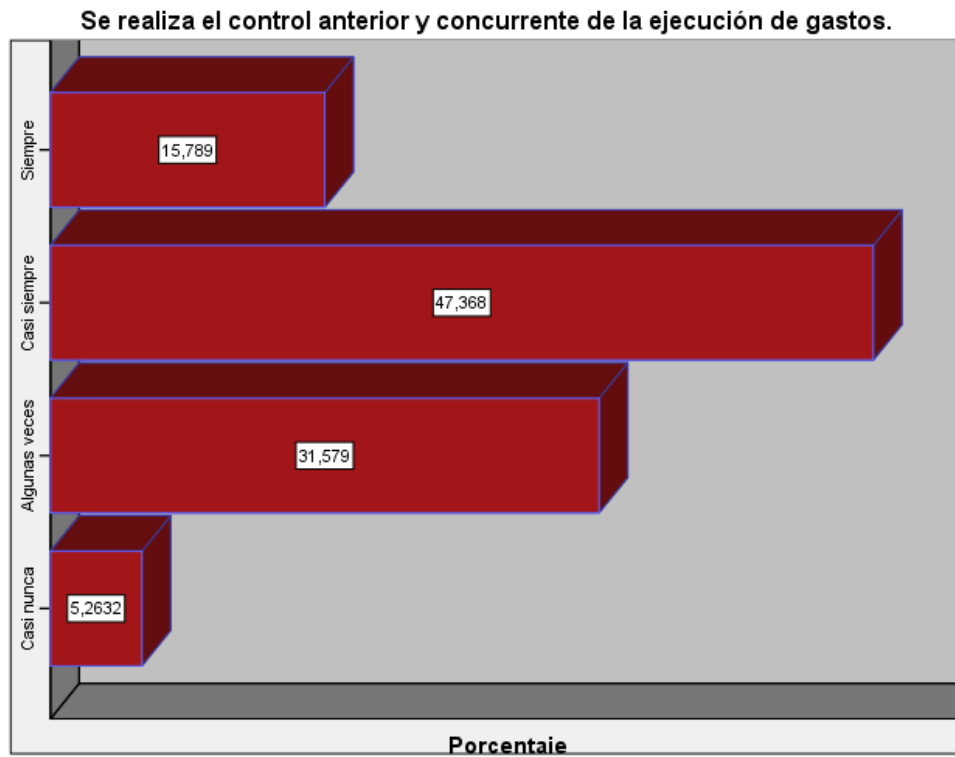 Se realiza el control anterior y concurrente de la ejecución de gastos.
Siempre
15,789
Casi siempre
47,368
Algunas veces
31,579
Casi nunca
5,2632
Porcentaje